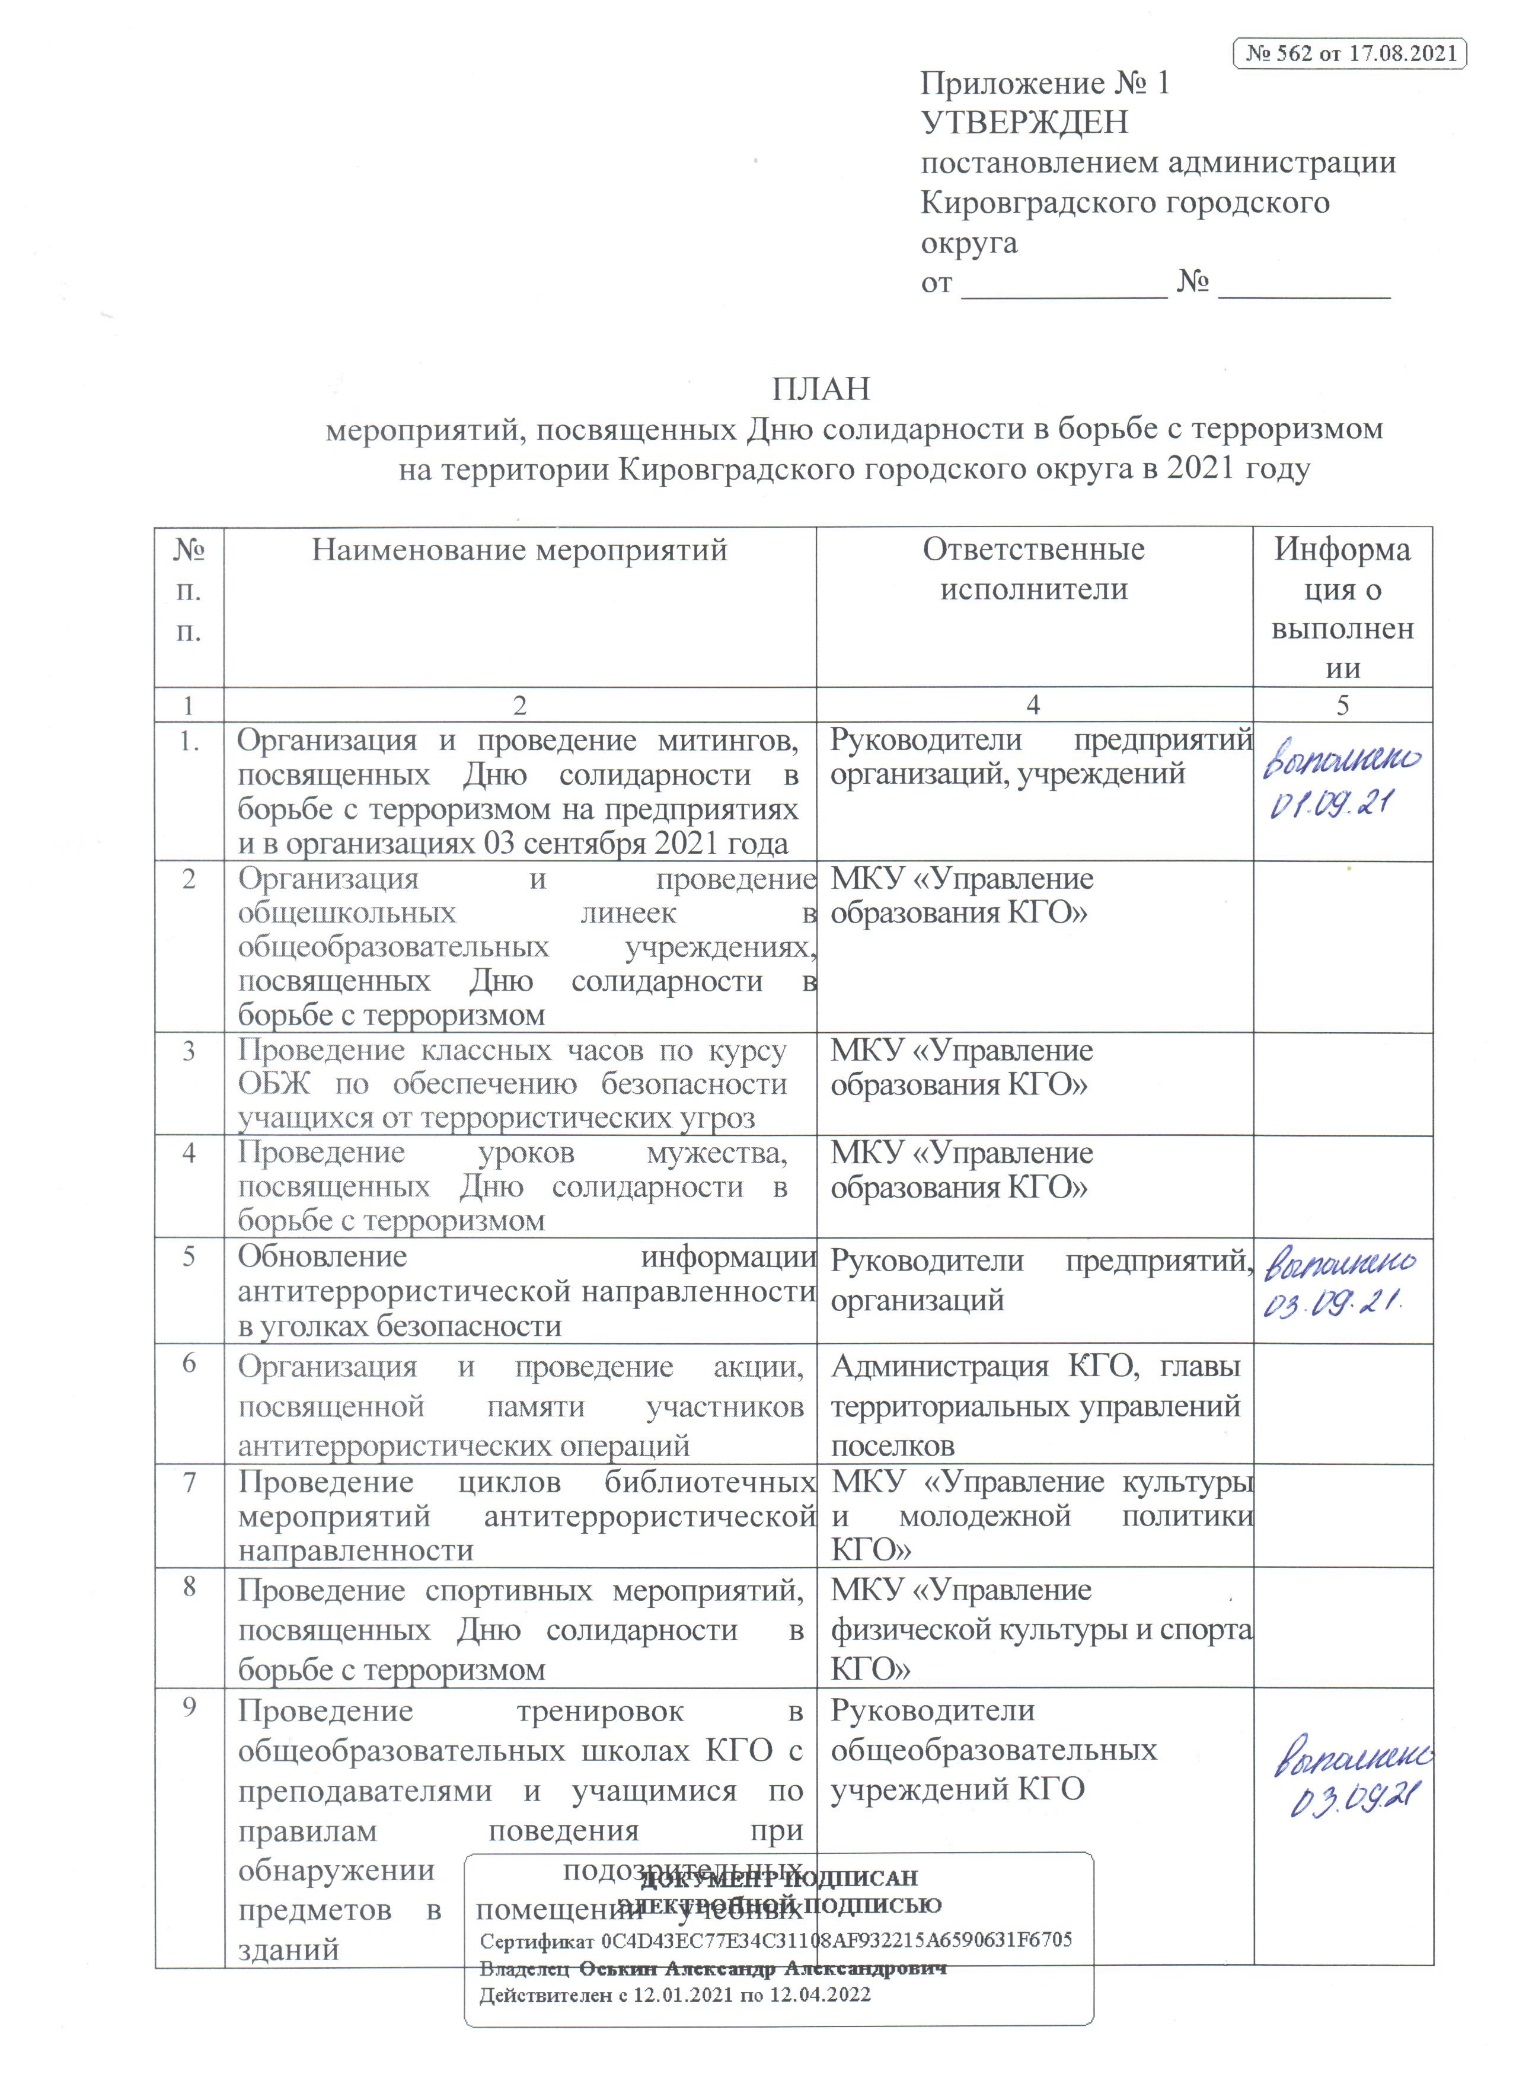 № 562 от 17.08.2021
Приложение № 1
УТВЕРЖДЕН
постановлением администрации
Кировградского городского
округа
от ____________ № __________
ПЛАН
мероприятий, посвященных Дню солидарности в борьбе с терроризмом
на территории Кировградского городского округа в 2021 году
№
п.
п.
Наименование мероприятий
Ответственные
исполнители
Информа
ция о
выполнен
ии
1
2
4
5
1.
Организация и проведение митингов,
посвященных Дню солидарности в
борьбе с терроризмом на предприятиях
и в организациях 03 сентября 2021 года
Руководители предприятий
организаций, учреждений
выполнено
01.09.21
2
Организация и проведение
общешкольных линеек в
общеобразовательных учреждениях,
посвященных Дню солидарности в
борьбе с терроризмом
МКУ «Управление
образования КГО»
3
Проведение классных часов по курсу
ОБЖ по обеспечению безопасности
учащихся от террористических угроз
МКУ «Управление
образования КГО»
4
Проведение уроков мужества,
посвященных Дню солидарности в
борьбе с терроризмом
МКУ «Управление
образования КГО»
5
Обновление информации
антитеррористической направленности
в уголках безопасности
Руководители предприятий,
организаций
выполнено
03.09.21.
6
Организация и проведение акции,
посвященной памяти участников
антитеррористических операций
Администрация КГО, главы
территориальных управлений
поселков
7
Проведение циклов библиотечных
мероприятий антитеррористической
направленности
МКУ «Управление культуры
и молодежной политики
КГО»
8
Проведение спортивных мероприятий,
посвященных Дню солидарности в
борьбе с терроризмом
МКУ «Управление
физической культуры и спорта
КГО»
9
Проведение тренировок в
общеобразовательных школах КГО с
преподавателями и учащимися по
правилам поведения при
обнаружении подозрительных
предметов в помещении учебных
зданий
Руководители
общеобразовательных
учреждений КГО
выполнено
03.09.21
ДОКУМЕНТ ПОДПИСАН
ЭЛЕКТРОННОЙ ПОДПИСЬЮ
Сертификат 0C4D43EC77E34C31108AF932215A6590631F6705
Владелец Оськин Александр Александрович
Действителен с 12.01.2021 по 12.04.2022